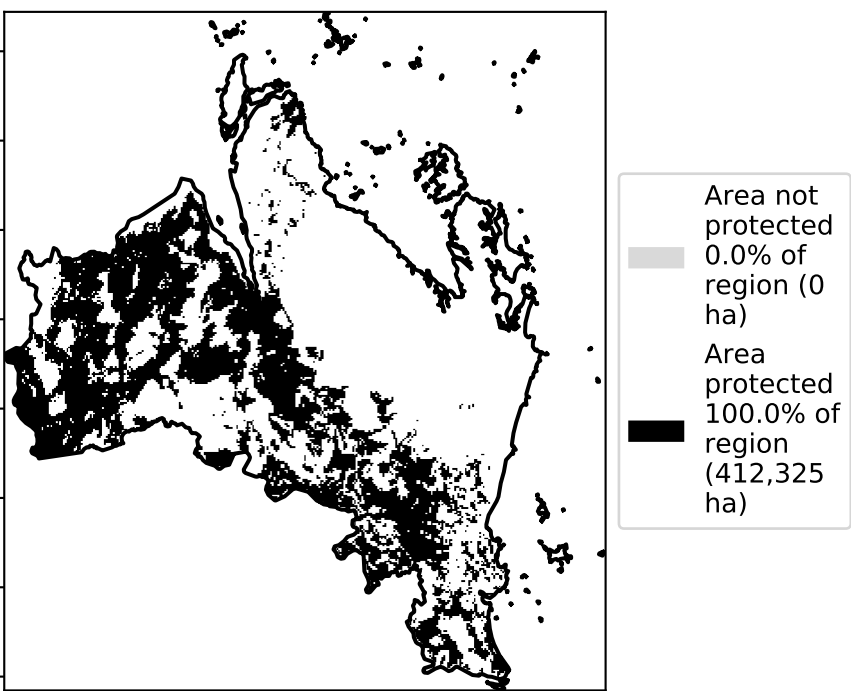 Area not
protected
0.0% of
region (0
ha)
Area
protected
100.0% of
region
(412,325
ha)